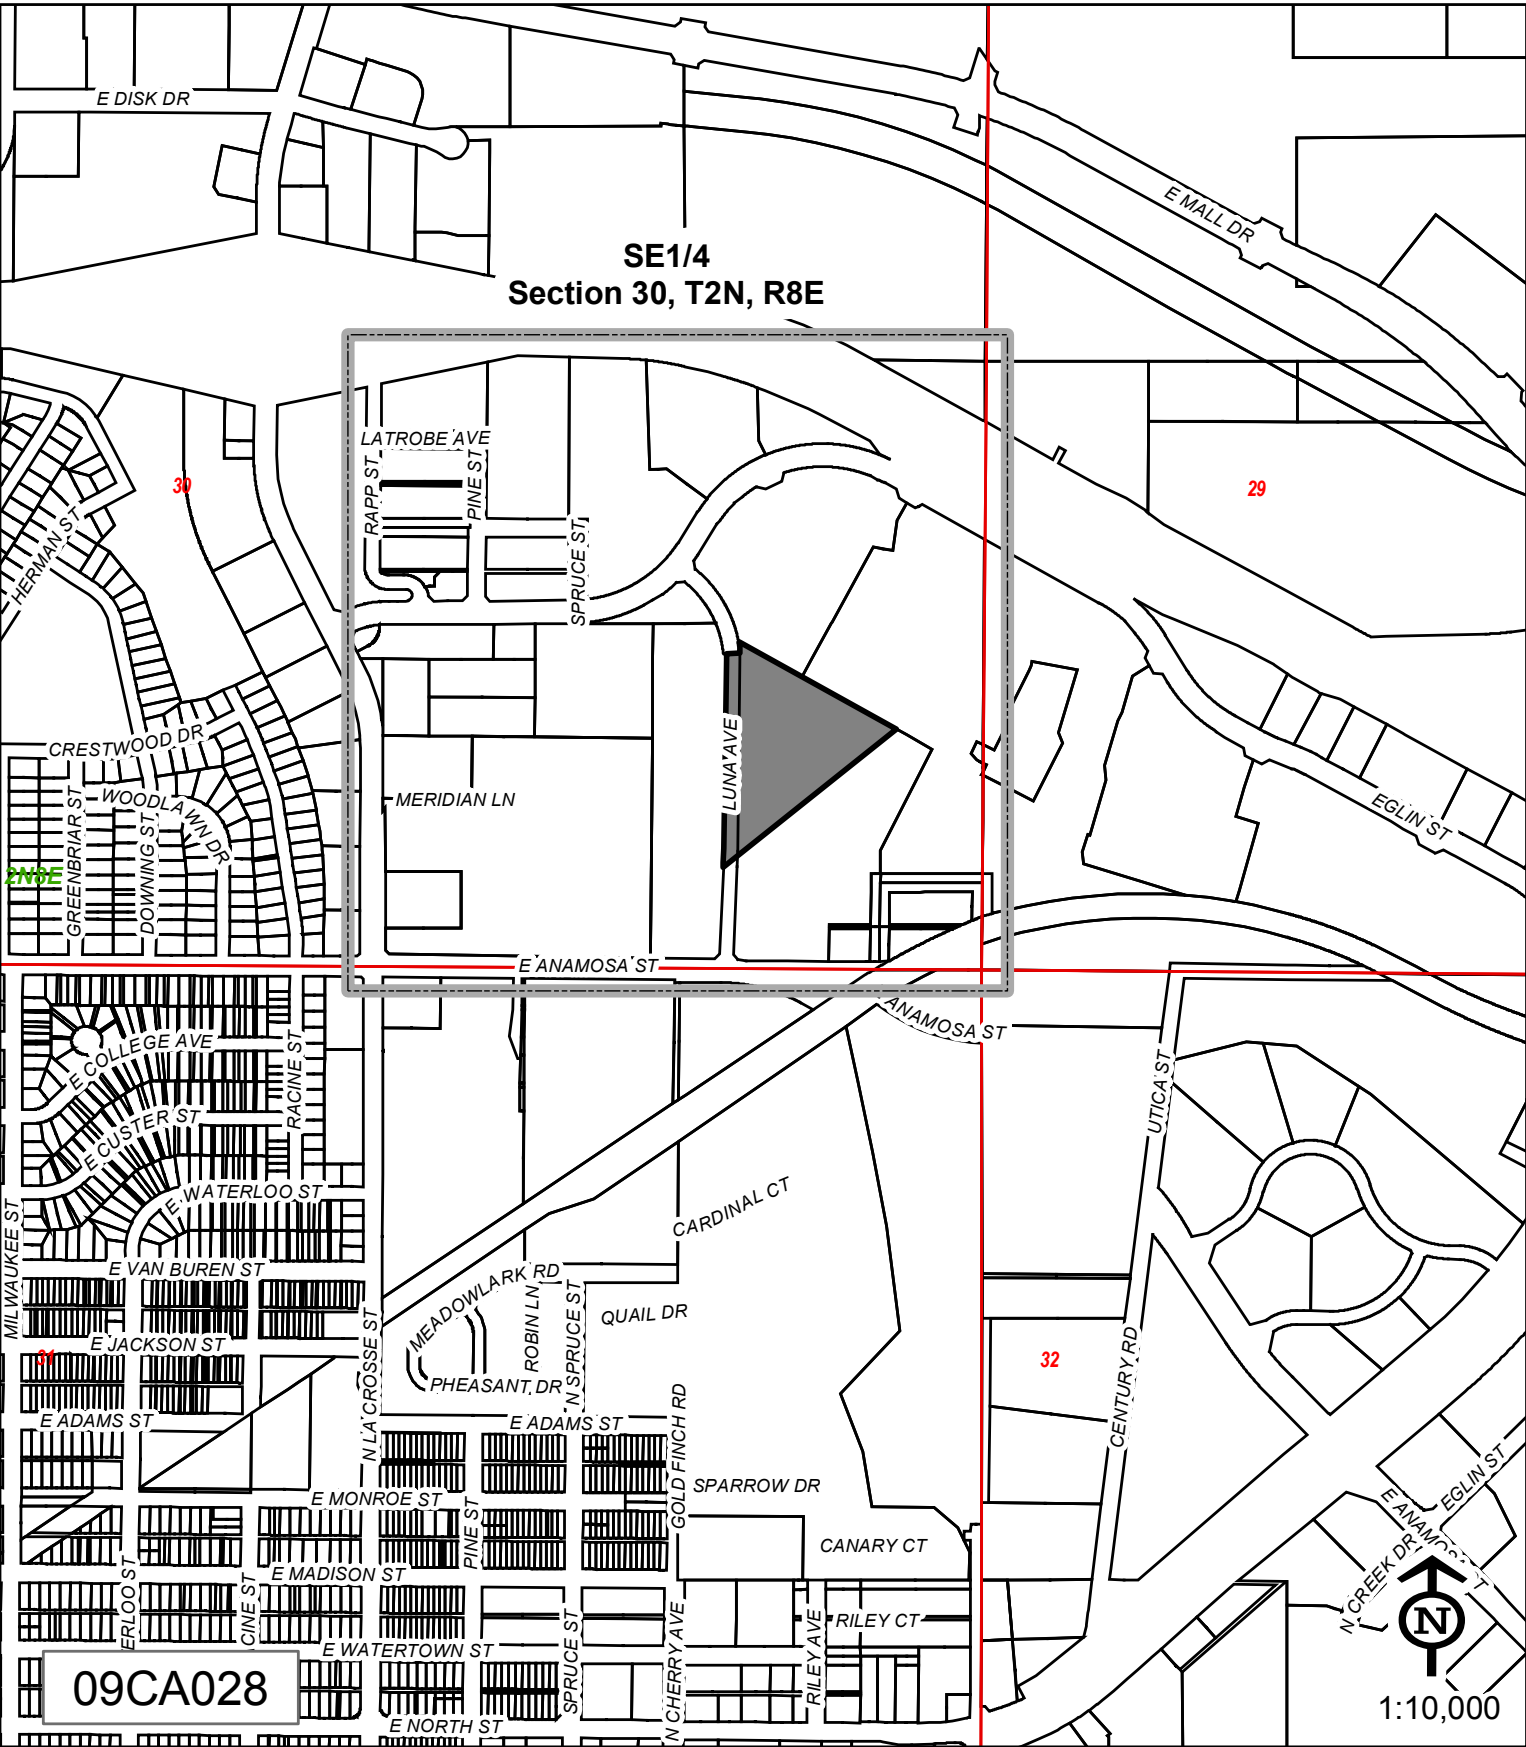 E DISK DR
E MALL DR
SE1/4
Section 30, T2N, R8E
LATROBE AVE
RAPP ST
PINE ST
SPRUCE ST
30
29
HERMAN ST
CRESTWOOD DR
WOODLAWN DR
GREENBRIAR ST
DOWNING ST
2N8E
MERIDIAN LN
LUNA AVE
EGLIN ST
E ANAMOSA ST
ANAMOSA ST
E COLLEGE AVE
RACINE ST
E CUSTER ST
E WATERLOO ST
MILWAUKEE ST
E VAN BUREN ST
E JACKSON ST
31
E ADAMS ST
UTICA ST
CARDINAL CT
MEADOWLARK RD
ROBIN LN
N SPRUCE ST
QUAIL DR
PHEASANT DR
N LA CROSSE ST
E ADAMS ST
GOLD FINCH RD
32
CENTURY RD
SPARROW DR
E MONROE ST
PINE ST
CANARY CT
E MADISON ST
ERLOO ST
CINE ST
E WATERTOWN ST
SPRUCE ST
N CHERRY AVE
RILEY AVE
RILEY CT
E NORTH ST
EGLIN ST
E ANAMOSA ST
N CREEK DR
N
09CA028
1:10,000